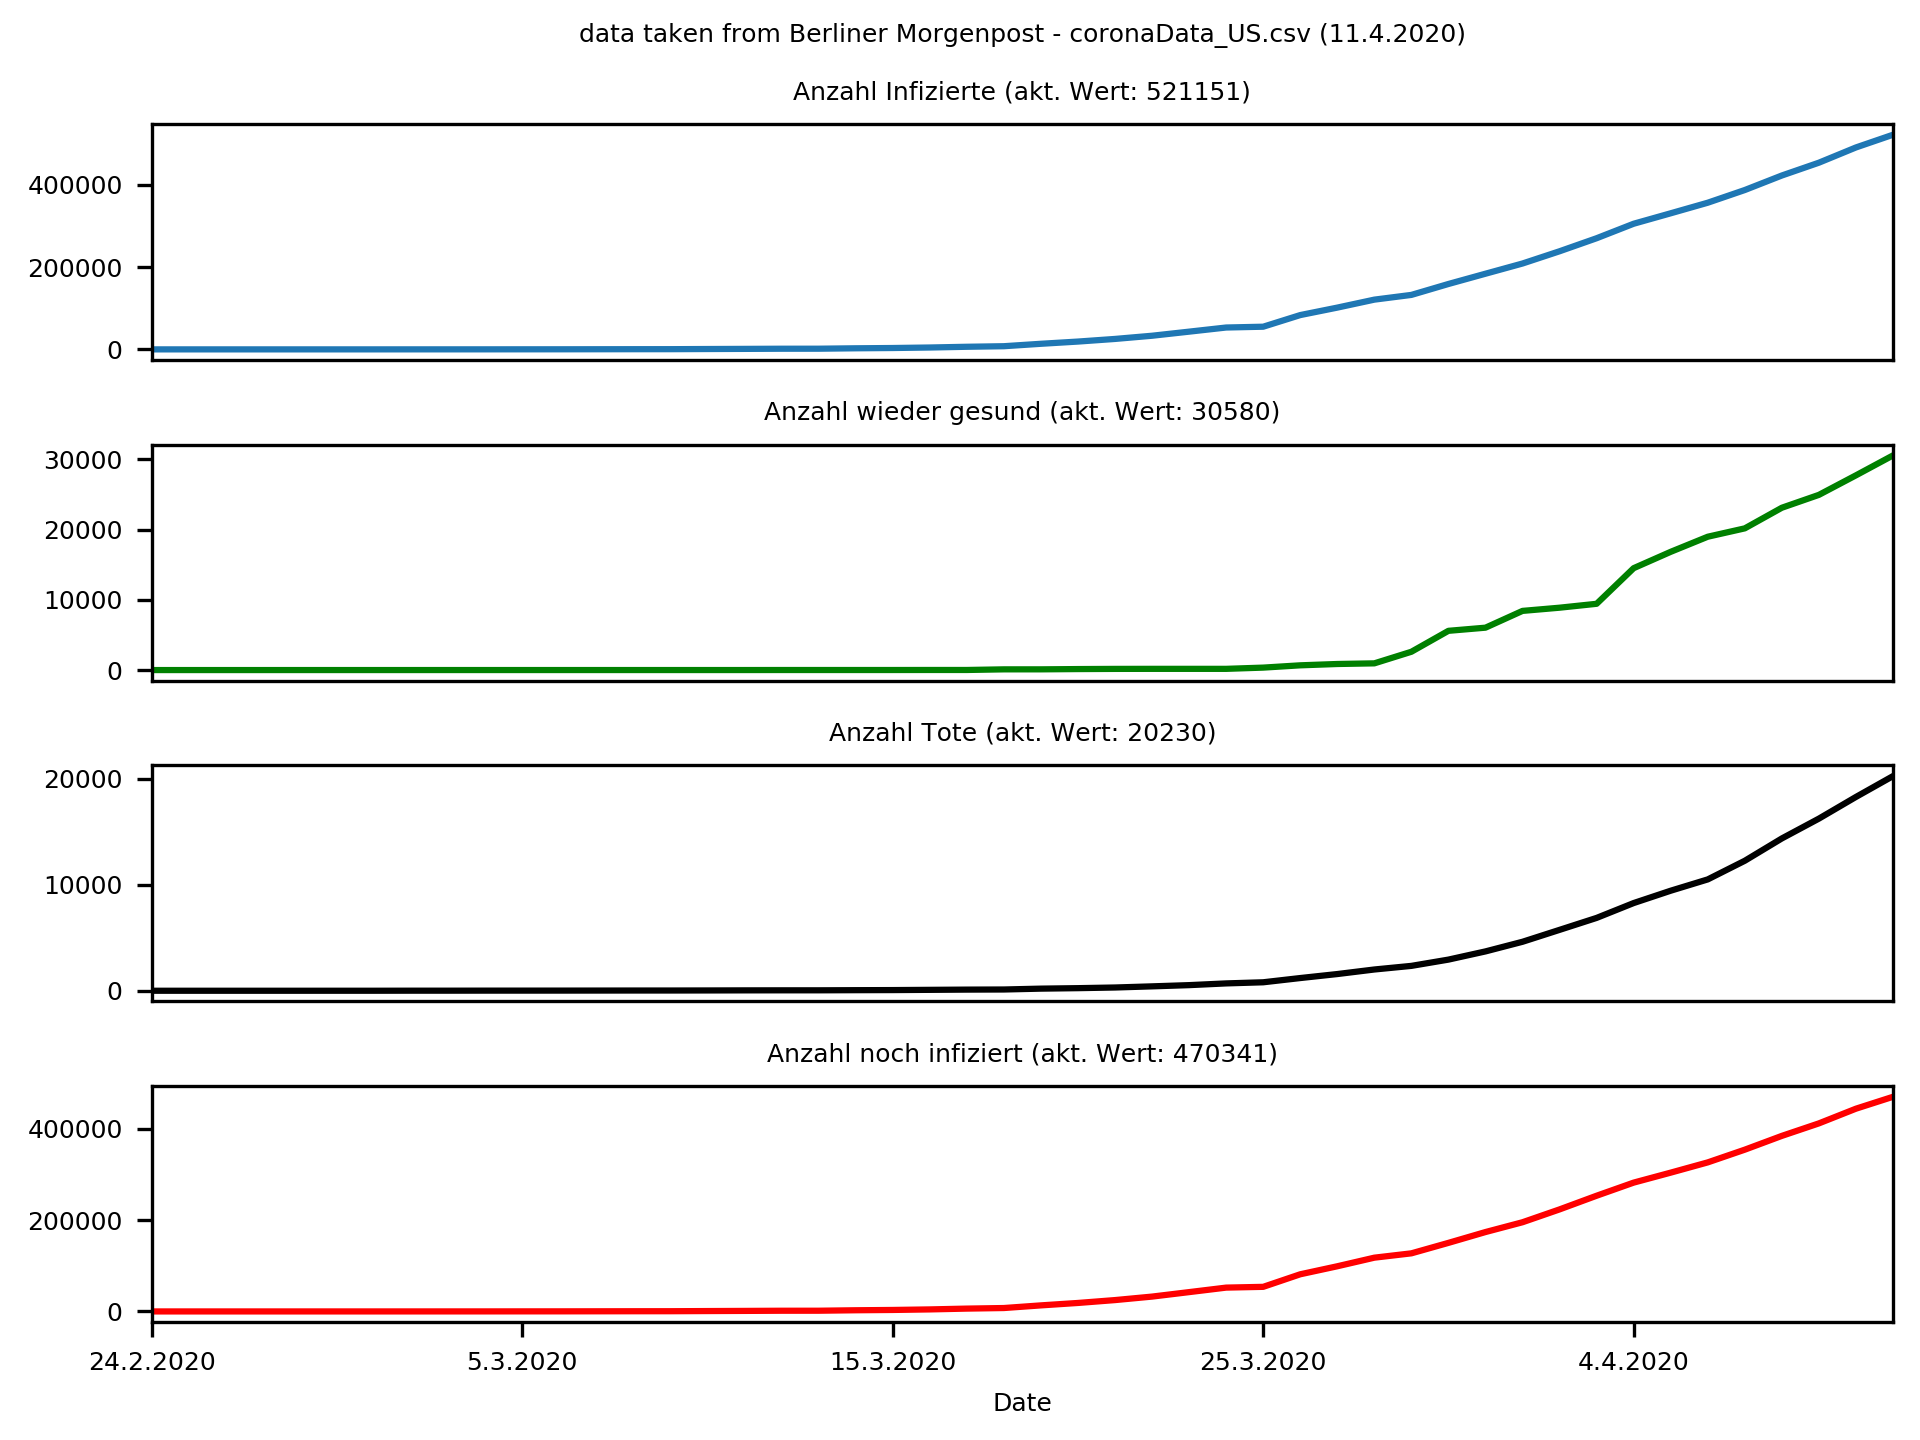 data taken from Berliner Morgenpost - coronaData_US.csv (11.4.2020)
Anzahl Infizierte (akt. Wert: 521151)
400000
200000
0
Anzahl wieder gesund (akt. Wert: 30580)
30000
20000
10000
0
Anzahl Tote (akt. Wert: 20230)
20000
10000
0
Anzahl noch infiziert (akt. Wert: 470341)
400000
200000
0
24.2.2020 5.3.2020 15.3.2020 25.3.2020 4.4.2020
Date